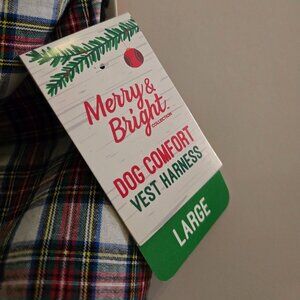 Merry &
Bright
COLLECTION
DOG COMFORT
VEST HARNESS
LARGE